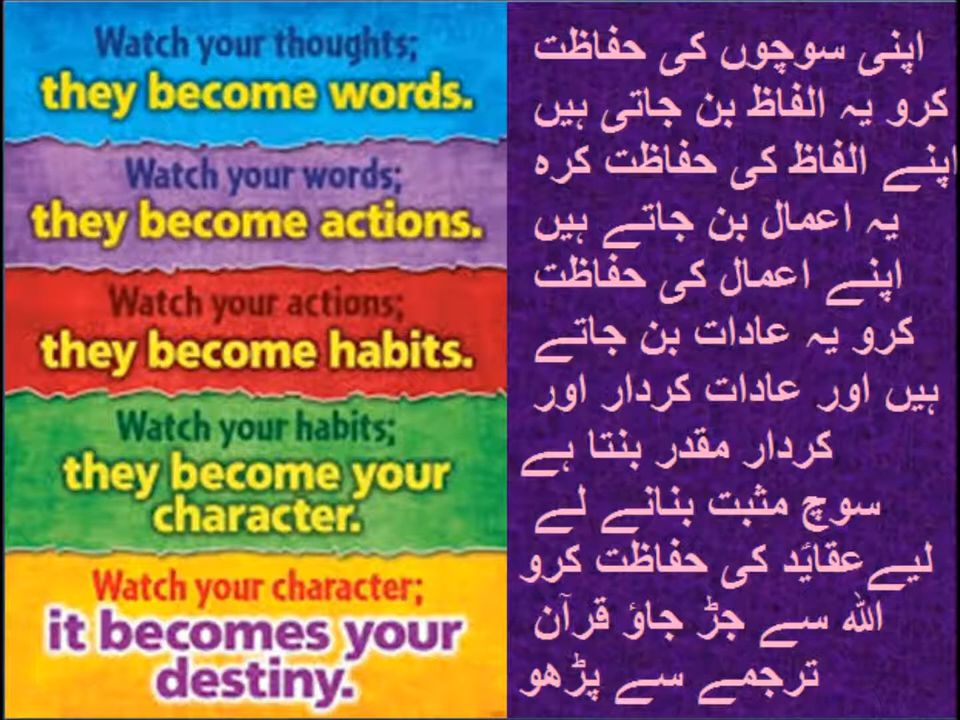 Watch your thoughts;
they become words.
Watch your words;
they become actions.
Watch your actions;
they become habits.
Watch your habits;
they become your
character.
Watch your character;
it becomes your
destiny.
اپنی سوچوں کی حفاظت
کرو یہ الفاظ بن جاتی ہیں
اپنے الفاظ کی حفاظت کرہ
یہ اعمال بن جاتے ہیں
اپنے اعمال کی حفاظت
کرو یہ عادات بن جاتے
ہیں اور عادات کردار اور
کردار مقدر بنتا ہے
سوچ مثبت بنانے لے
لیےعقائد کی حفاظت کرو
الله سے جڑ جاؤ قرآن
ترجمے سے پڑھو